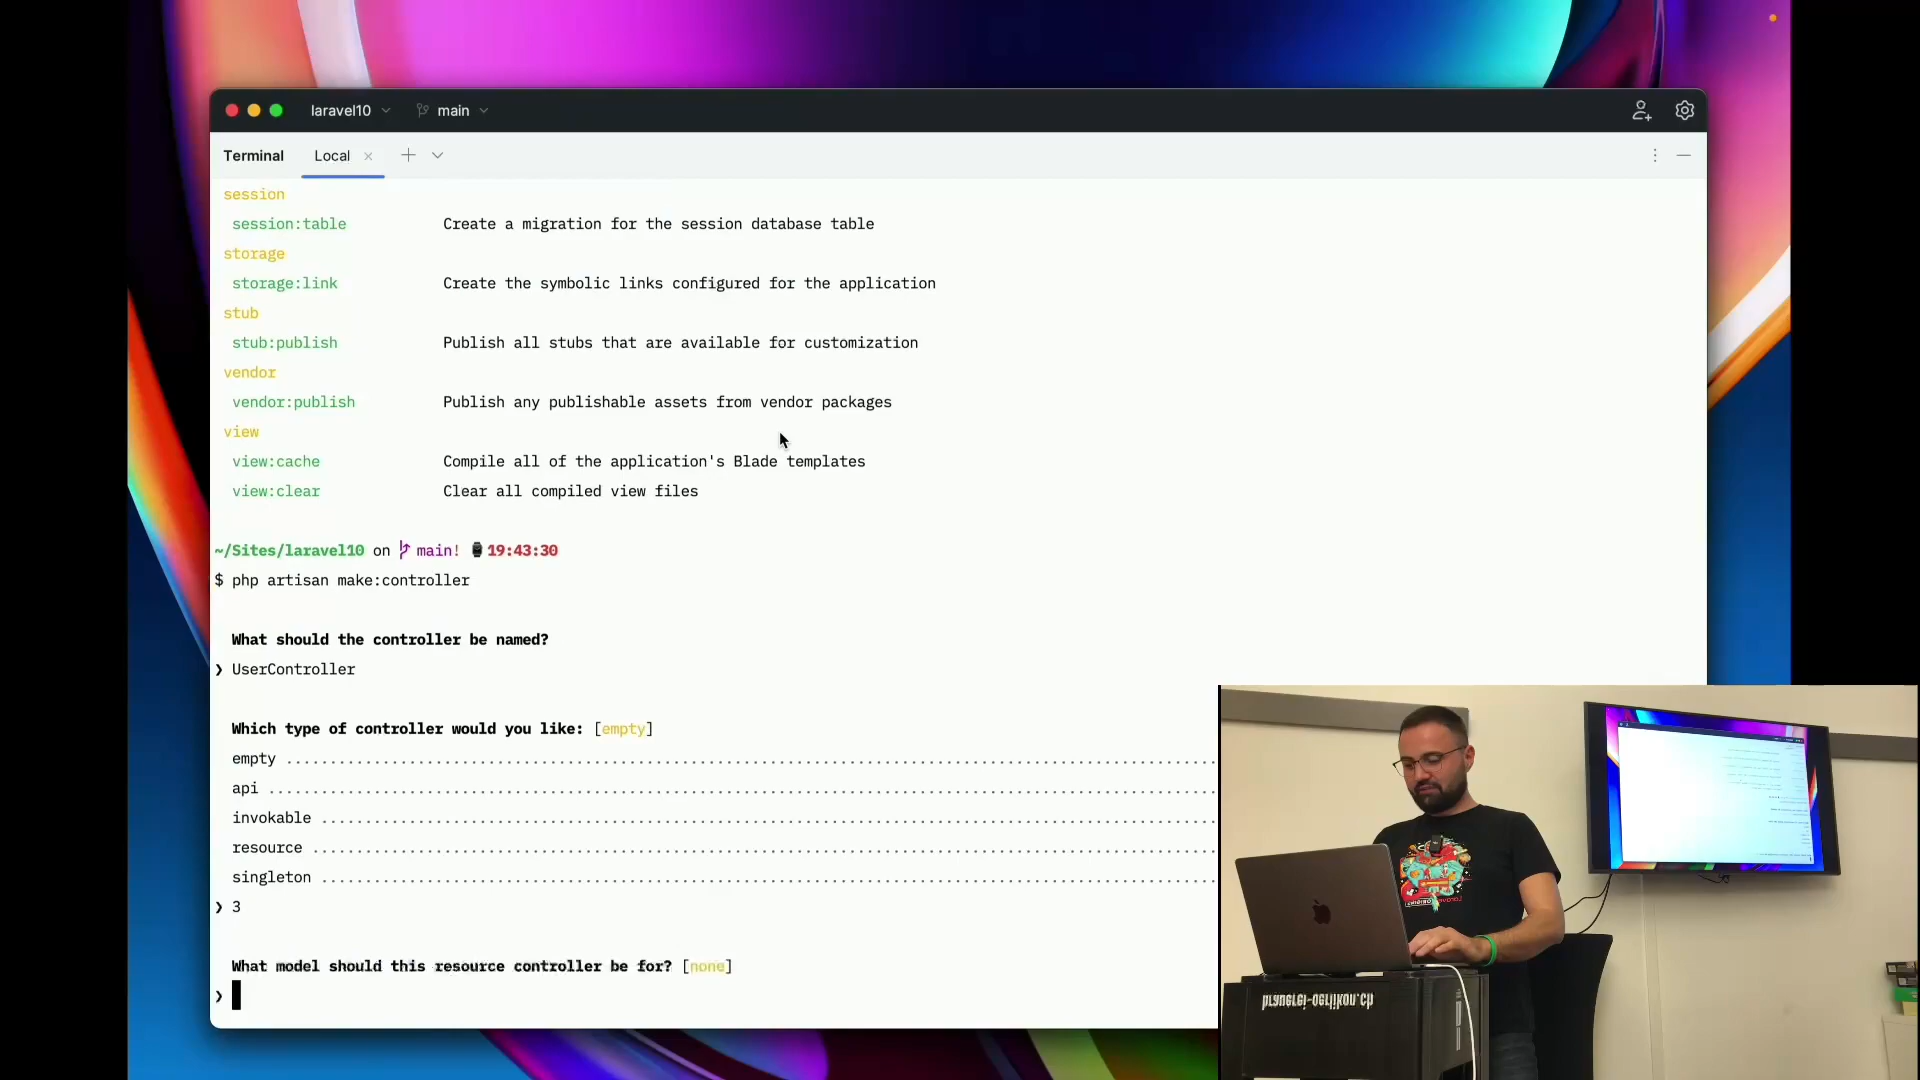 laravel10 main
Terminal Local
session
session:table Create a migration for the session database table
storage
storage:link Create the symbolic links configured for the application
stub
stub:publish Publish all stubs that are available for customization
vendor
vendor:publish Publish any publishable assets from vendor packages
view
view:cache Compile all of the application's Blade templates
view:clear Clear all compiled view files
~/Sites/laravel10 on main! 19:43:30
$ php artisan make:controller
What should the controller be named?
❯ UserController
Which type of controller would you like: [empty]
empty ..........................................................................................................
api ............................................................................................................
invokable ......................................................................................................
resource .......................................................................................................
singleton ......................................................................................................
❯ 3
What model should this resource controller be for? [none]
❯
brauerei-oerlikon.ch